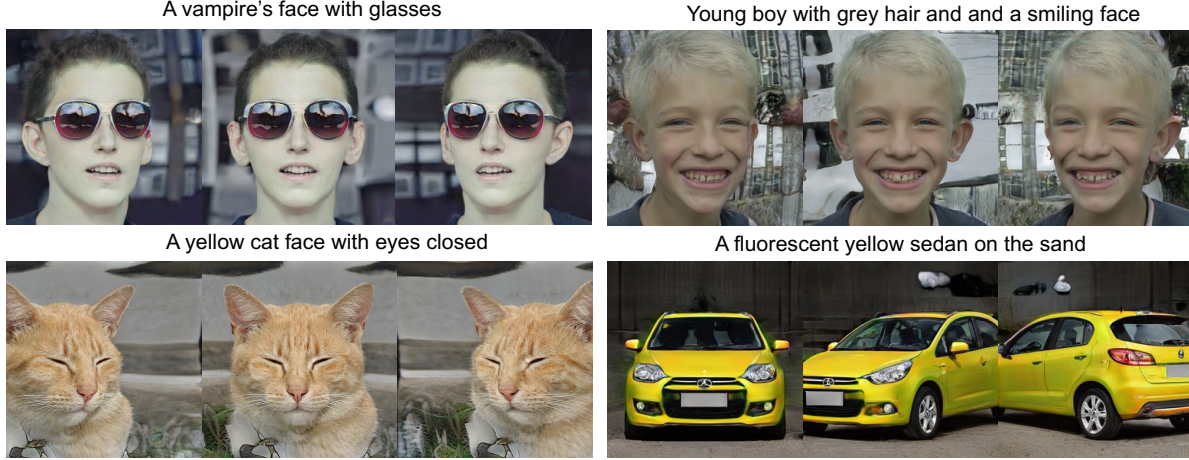 A vampire's face with glasses
Young boy with grey hair and and a smiling face
A yellow cat face with eyes closed
A fluorescent yellow sedan on the sand